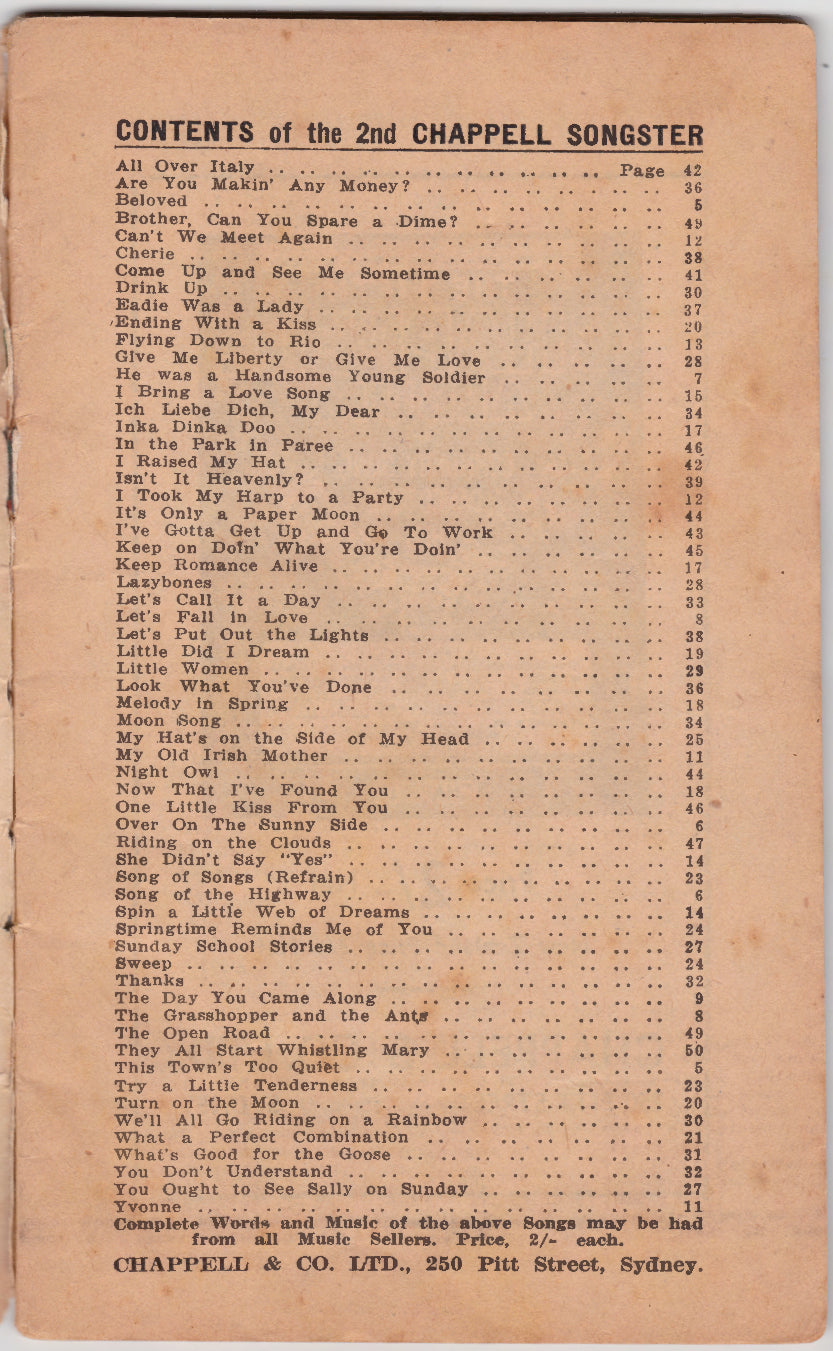 CONTENTS of the 2nd CHAPPELL SONGSTER
All Over Italy .. .. .. .. .. .. .. .. .. .. .. Page 42
Are You Makin' Any Money? .. .. .. .. .. .. .. .. 36
Beloved .. .. .. .. .. .. .. .. .. .. .. .. .. .. 5
Brother, Can You Spare a Dime? .. .. .. .. .. .. 49
Can't We Meet Again .. .. .. .. .. .. .. .. .. .. 12
Cherie .. .. .. .. .. .. .. .. .. .. .. .. .. .. 38
Come Up and See Me Sometime .. .. .. .. .. .. .. 41
Drink Up .. .. .. .. .. .. .. .. .. .. .. .. .. .. 30
Eadie Was a Lady .. .. .. .. .. .. .. .. .. .. .. 37
Ending With a Kiss .. .. .. .. .. .. .. .. .. .. 20
Flying Down to Rio .. .. .. .. .. .. .. .. .. .. 13
Give Me Liberty or Give Me Love .. .. .. .. .. .. 28
He was a Handsome Young Soldier .. .. .. .. .. .. 7
I Bring a Love Song .. .. .. .. .. .. .. .. .. .. 15
Ich Liebe Dich, My Dear .. .. .. .. .. .. .. .. 34
Inka Dinka Doo .. .. .. .. .. .. .. .. .. .. .. 17
In the Park in Paree .. .. .. .. .. .. .. .. .. .. 46
I Raised My Hat .. .. .. .. .. .. .. .. .. .. .. 42
Isn't It Heavenly? .. .. .. .. .. .. .. .. .. .. 39
I Took My Harp to a Party .. .. .. .. .. .. .. .. 12
It's Only a Paper Moon .. .. .. .. .. .. .. .. .. 44
I've Gotta Get Up and Go To Work .. .. .. .. .. 43
Keep on Doin' What You're Doin' .. .. .. .. .. .. 45
Keep Romance Alive .. .. .. .. .. .. .. .. .. .. 17
Lazybones .. .. .. .. .. .. .. .. .. .. .. .. .. 28
Let's Call It a Day .. .. .. .. .. .. .. .. .. .. 33
Let's Fall in Love .. .. .. .. .. .. .. .. .. .. 8
Let's Put Out the Lights .. .. .. .. .. .. .. .. 38
Little Did I Dream .. .. .. .. .. .. .. .. .. .. 19
Little Women .. .. .. .. .. .. .. .. .. .. .. .. 29
Look What You've Done .. .. .. .. .. .. .. .. .. 36
Melody in Spring .. .. .. .. .. .. .. .. .. .. .. 18
Moon Song .. .. .. .. .. .. .. .. .. .. .. .. .. 34
My Hat's on the Side of My Head .. .. .. .. .. .. 25
My Old Irish Mother .. .. .. .. .. .. .. .. .. .. 11
Night Owl .. .. .. .. .. .. .. .. .. .. .. .. .. 44
Now That I've Found You .. .. .. .. .. .. .. .. 18
One Little Kiss From You .. .. .. .. .. .. .. .. 46
Over On The Sunny Side .. .. .. .. .. .. .. .. .. 6
Riding on the Clouds .. .. .. .. .. .. .. .. .. .. 47
She Didn't Say "Yes" .. .. .. .. .. .. .. .. .. .. 14
Song of Songs (Refrain) .. .. .. .. .. .. .. .. .. 23
Song of the Highway .. .. .. .. .. .. .. .. .. .. 6
Spin a Little Web of Dreams .. .. .. .. .. .. .. 14
Springtime Reminds Me of You .. .. .. .. .. .. .. 24
Sunday School Stories .. .. .. .. .. .. .. .. .. 27
Sweep .. .. .. .. .. .. .. .. .. .. .. .. .. .. 24
Thanks .. .. .. .. .. .. .. .. .. .. .. .. .. .. 32
The Day You Came Along .. .. .. .. .. .. .. .. .. 9
The Grasshopper and the Ants .. .. .. .. .. .. .. 8
The Open Road .. .. .. .. .. .. .. .. .. .. .. .. 49
They All Start Whistling Mary .. .. .. .. .. .. .. 50
This Town's Too Quiet .. .. .. .. .. .. .. .. .. 5
Try a Little Tenderness .. .. .. .. .. .. .. .. .. 23
Turn on the Moon .. .. .. .. .. .. .. .. .. .. .. 20
We'll All Go Riding on a Rainbow .. .. .. .. .. .. 30
What a Perfect Combination .. .. .. .. .. .. .. .. 21
What's Good for the Goose .. .. .. .. .. .. .. .. 31
You Don't Understand .. .. .. .. .. .. .. .. .. .. 32
You Ought to See Sally on Sunday .. .. .. .. .. .. 27
Yvonne .. .. .. .. .. .. .. .. .. .. .. .. .. .. 11
Complete Words and Music of the above Songs may be had
from all Music Sellers. Price, 2/- each.
CHAPPELL & CO. LTD., 250 Pitt Street, Sydney.